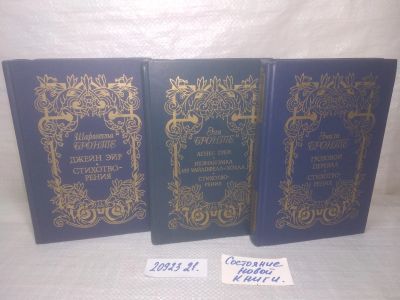 Шарлотта
БРОНТЕ
ДЖЕЙН ЭЙР
СТИХОТВО-
РЕНИЯ
Энн
БРОНТЕ
АГНЕС ГРЕЙ
НЕЗНАКОМКА
ИЗ УАЙЛДФЕЛЛ-ХОЛЛА
СТИХОТВО-
РЕНИЯ
Эмили
БРОНТЕ
ГРОЗОВОЙ
ПЕРЕВАЛ
СТИХОТВО-
РЕНИЯ
20923 21.
Состояние
новой
книги.